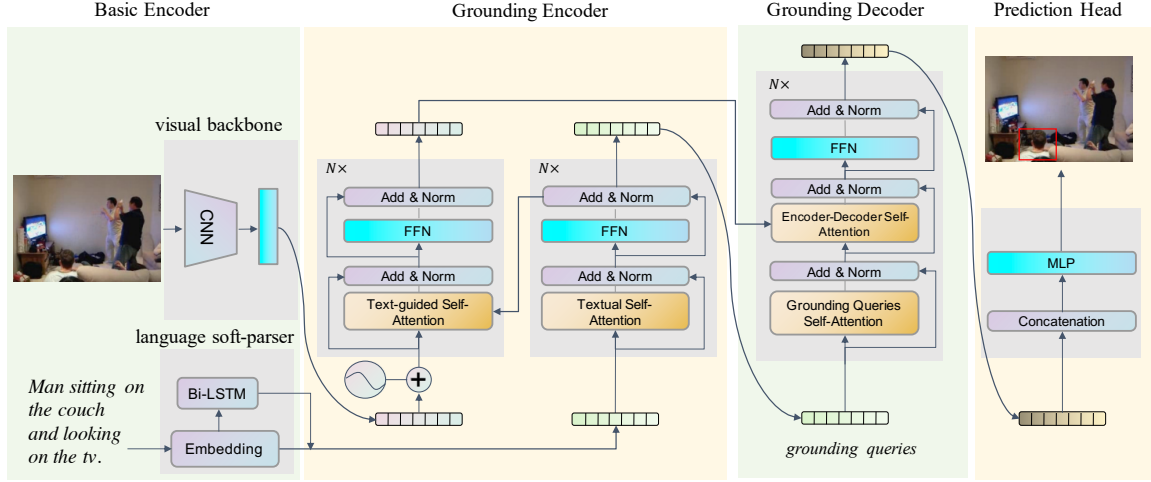 Basic Encoder
Grounding Encoder
Grounding Decoder
Prediction Head
visual backbone
CNN
language soft-parser
Man sitting on
the couch
and looking
on the tv.
Bi-LSTM
Embedding
N×
Add & Norm
FFN
Add & Norm
Text-guided Self-
Attention
+
N×
Add & Norm
FFN
Add & Norm
Textual Self-
Attention
N×
Add & Norm
FFN
Add & Norm
Encoder-Decoder Self-
Attention
Add & Norm
Grounding Queries
Self-Attention
grounding queries
MLP
Concatenation